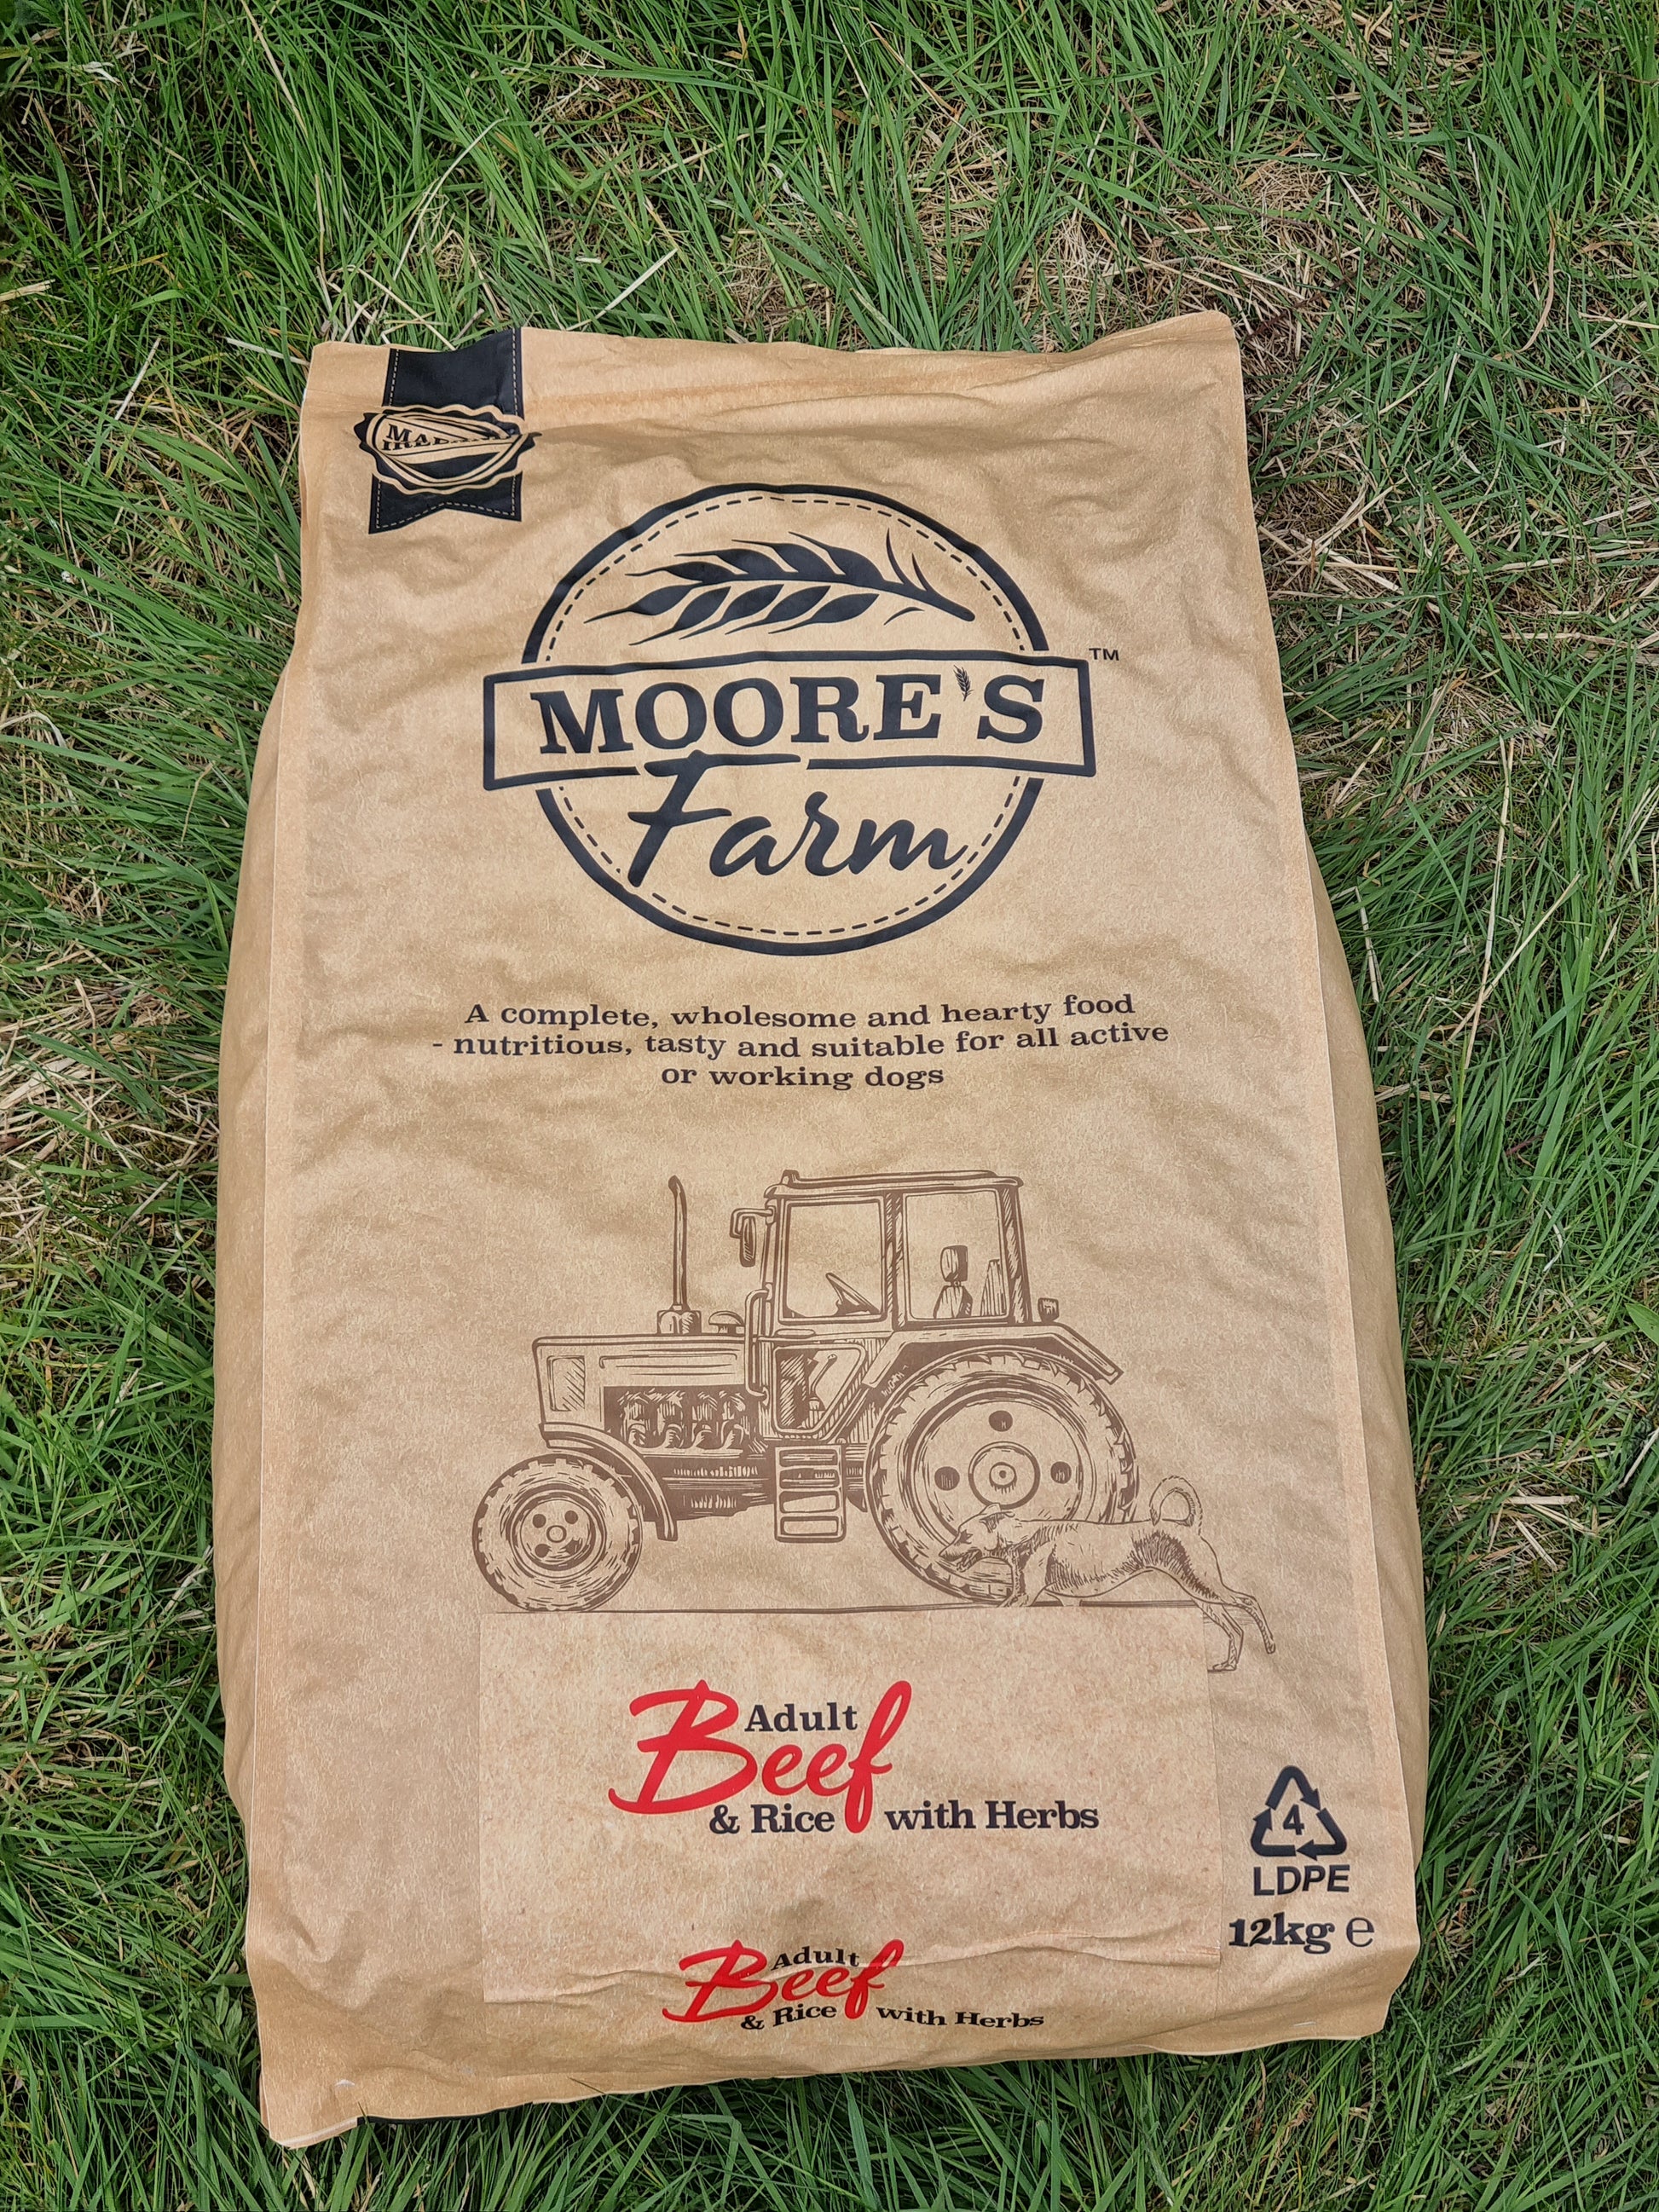 MOORE'S
TM
Farm
A complete, wholesome and hearty food
- nutritious, tasty and suitable for all active
or working dogs
Adult
Beef
& Rice with Herbs
4
LDPE
12kg e
Adult
Beef
& Rice with Herbs